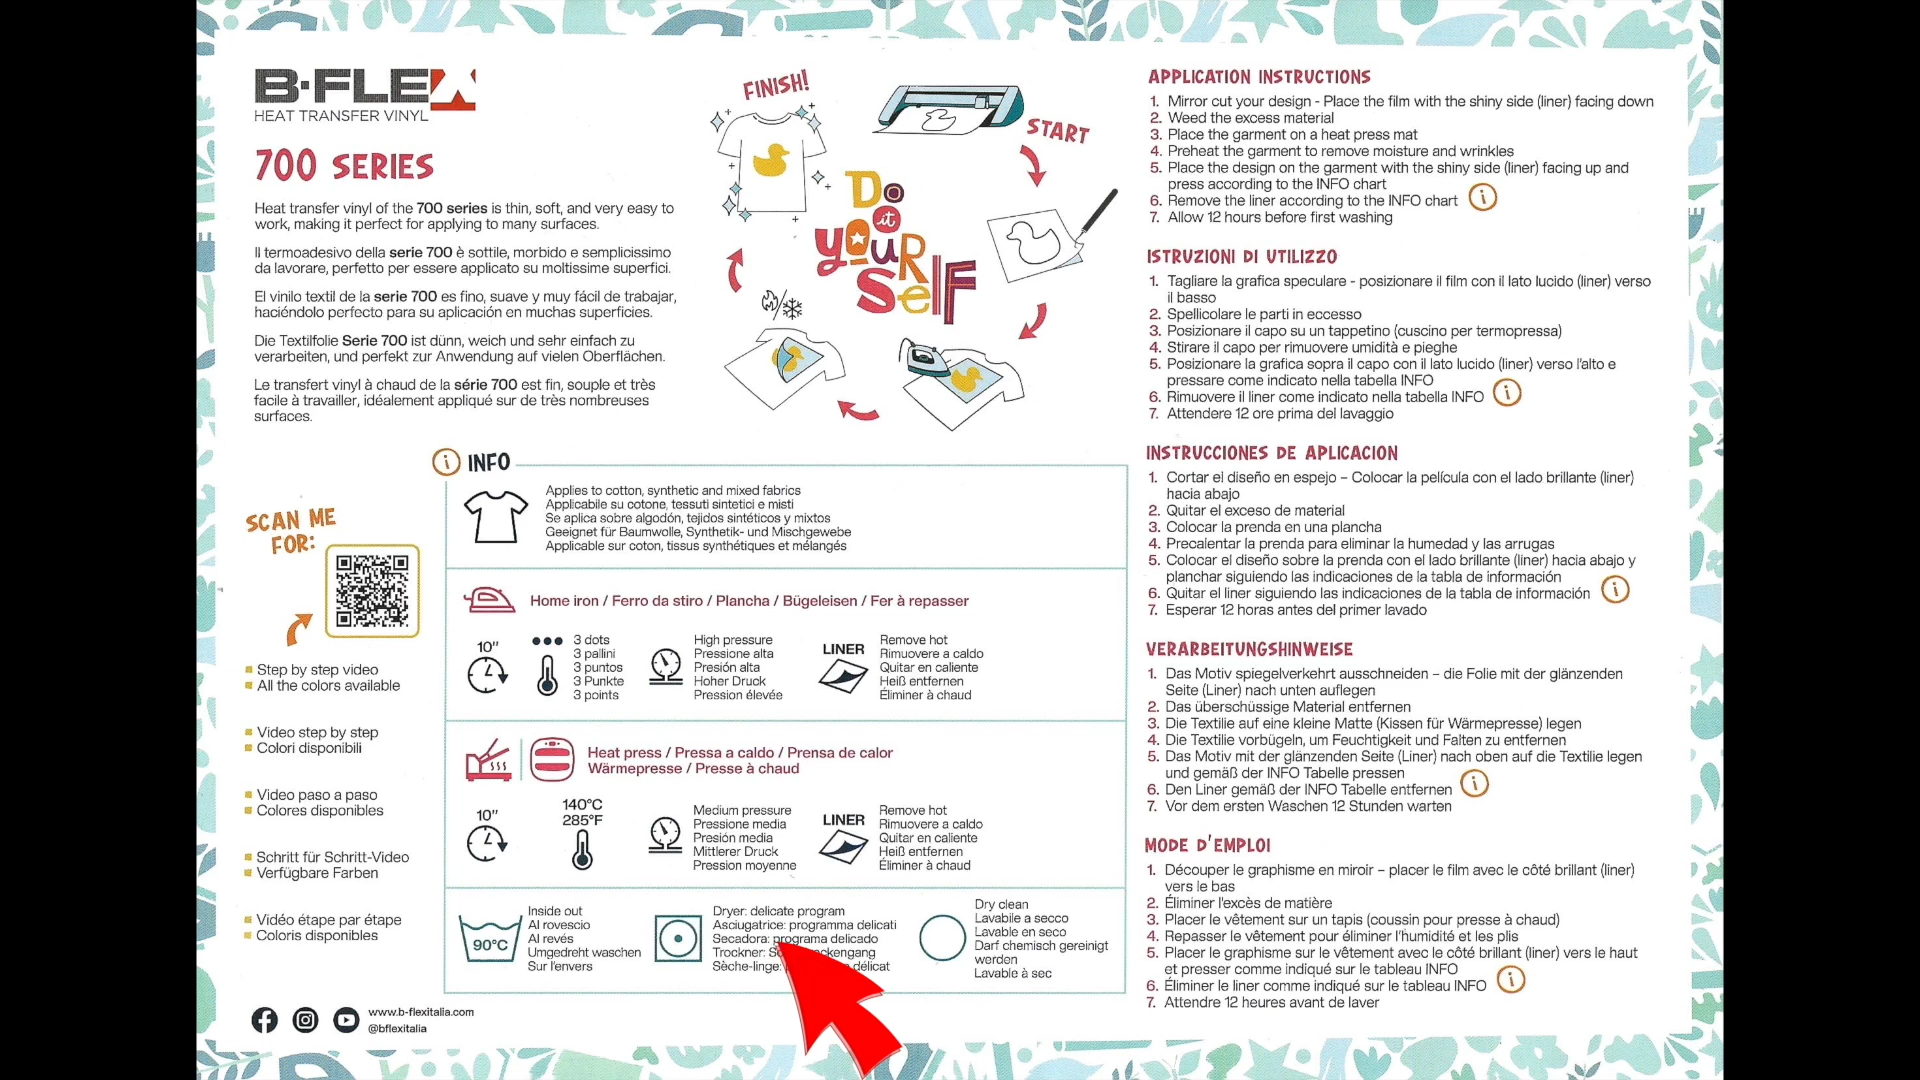 B·FLEX
HEAT TRANSFER VINYL
700 SERIES
Heat transfer vinyl of the 700 series is thin, soft, and very easy to
work, making it perfect for applying to many surfaces.
Il termoadesivo della serie 700 è sottile, morbido e semplicissimo
da lavorare, perfetto per essere applicato su moltissime superfici.
El vinilo textil de la serie 700 es fino, suave y muy fácil de trabajar,
haciéndolo perfecto para su aplicación en muchas superficies.
Die Textilfolie Serie 700 ist dünn, weich und sehr einfach zu
verarbeiten, und perfekt zur Anwendung auf vielen Oberflächen.
Le transfert vinyl à chaud de la série 700 est fin, souple et très
facile à travailler, idéalement appliqué sur de très nombreuses
surfaces.
FINISH!
START
Do
it
youR
Self
SCAN ME
FOR:
Step by step video
All the colors available
Video step by step
Colori disponibili
Video paso a paso
Colores disponibles
Schritt für Schritt-Video
Verfügbare Farben
Vidéo étape par étape
Coloris disponibles
www.b-flexitalia.com
@bflexitalia
i INFO
Applies to cotton, synthetic and mixed fabrics
Applicabile su cotone, tessuti sintetici e misti
Se aplica sobre algodón, tejidos sintéticos y mixtos
Geeignet für Baumwolle, Synthetik- und Mischgewebe
Applicable sur coton, tissus synthétiques et mélangés
Home iron / Ferro da stiro / Plancha / Bügeleisen / Fer à repasser
10"
3 dots
3 pallini
3 puntos
3 Punkte
3 points
High pressure
Pressione alta
Presión alta
Hoher Druck
Pression élevée
LINER
Remove hot
Rimuovere a caldo
Quitar en caliente
Heiß entfernen
Éliminer à chaud
Heat press / Pressa a caldo / Prensa de calor
Wärmepresse / Presse à chaud
10"
140°C
285°F
Medium pressure
Pressione media
Presión media
Mittlerer Druck
Pression moyenne
LINER
Remove hot
Rimuovere a caldo
Quitar en caliente
Heiß entfernen
Éliminer à chaud
90°C
Inside out
Al rovescio
Al revés
Umgedreht waschen
Sur l'envers
Dryer: delicate program
Asciugatrice: programma delicati
Secadora: programa delicado
Trockner:
Sèche-linge: délicat
Dry clean
Lavabile a secco
Lavable en seco
Darf chemisch gereinigt
werden
Lavable à sec
APPLICATION INSTRUCTIONS
1. Mirror cut your design - Place the film with the shiny side (liner) facing down
2. Weed the excess material
3. Place the garment on a heat press mat
4. Preheat the garment to remove moisture and wrinkles
5. Place the design on the garment with the shiny side (liner) facing up and
press according to the INFO chart
6. Remove the liner according to the INFO chart i
7. Allow 12 hours before first washing
ISTRUZIONI DI UTILIZZO
1. Tagliare la grafica speculare - posizionare il film con il lato lucido (liner) verso
il basso
2. Spellicolare le parti in eccesso
3. Posizionare il capo su un tappetino (cuscino per termopressa)
4. Stirare il capo per rimuovere umidità e pieghe
5. Posizionare la grafica sopra il capo con il lato lucido (liner) verso l'alto e
pressare come indicato nella tabella INFO
6. Rimuovere il liner come indicato nella tabella INFO i
7. Attendere 12 ore prima del lavaggio
INSTRUCCIONES DE APLICACION
1. Cortar el diseño en espejo – Colocar la película con el lado brillante (liner)
hacia abajo
2. Quitar el exceso de material
3. Colocar la prenda en una plancha
4. Precalentar la prenda para eliminar la humedad y las arrugas
5. Colocar el diseño sobre la prenda con el lado brillante (liner) hacia abajo y
planchar siguiendo las indicaciones de la tabla de información
6. Quitar el liner siguiendo las indicaciones de la tabla de información i
7. Esperar 12 horas antes del primer lavado
VERARBEITUNGSHINWEISE
1. Das Motiv spiegelverkehrt ausschneiden – die Folie mit der glänzenden
Seite (Liner) nach unten auflegen
2. Das überschüssige Material entfernen
3. Die Textilie auf eine kleine Matte (Kissen für Wärmepresse) legen
4. Die Textilie vorbügeln, um Feuchtigkeit und Falten zu entfernen
5. Das Motiv mit der glänzenden Seite (Liner) nach oben auf die Textilie legen
und gemäß der INFO Tabelle pressen
6. Den Liner gemäß der INFO Tabelle entfernen i
7. Vor dem ersten Waschen 12 Stunden warten
MODE D'EMPLOI
1. Découper le graphisme en miroir – placer le film avec le côté brillant (liner)
vers le bas
2. Éliminer l'excès de matière
3. Placer le vêtement sur un tapis (coussin pour presse à chaud)
4. Repasser le vêtement pour éliminer l'humidité et les plis
5. Placer le graphisme sur le vêtement avec le côté brillant (liner) vers le haut
et presser comme indiqué sur le tableau INFO
6. Éliminer le liner comme indiqué sur le tableau INFO i
7. Attendre 12 heures avant de laver